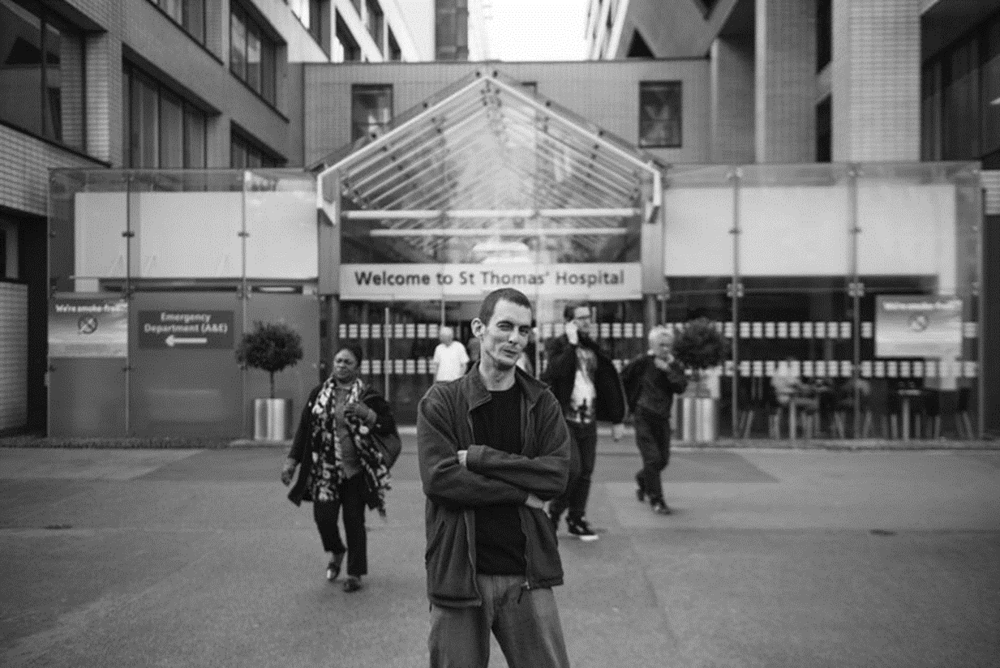 Welcome to St Thomas' Hospital
We're smoke free
Emergency
Department (A&E)